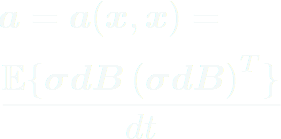 a = a(x, x) =
𝔼{σdB (σdB)^T}
dt